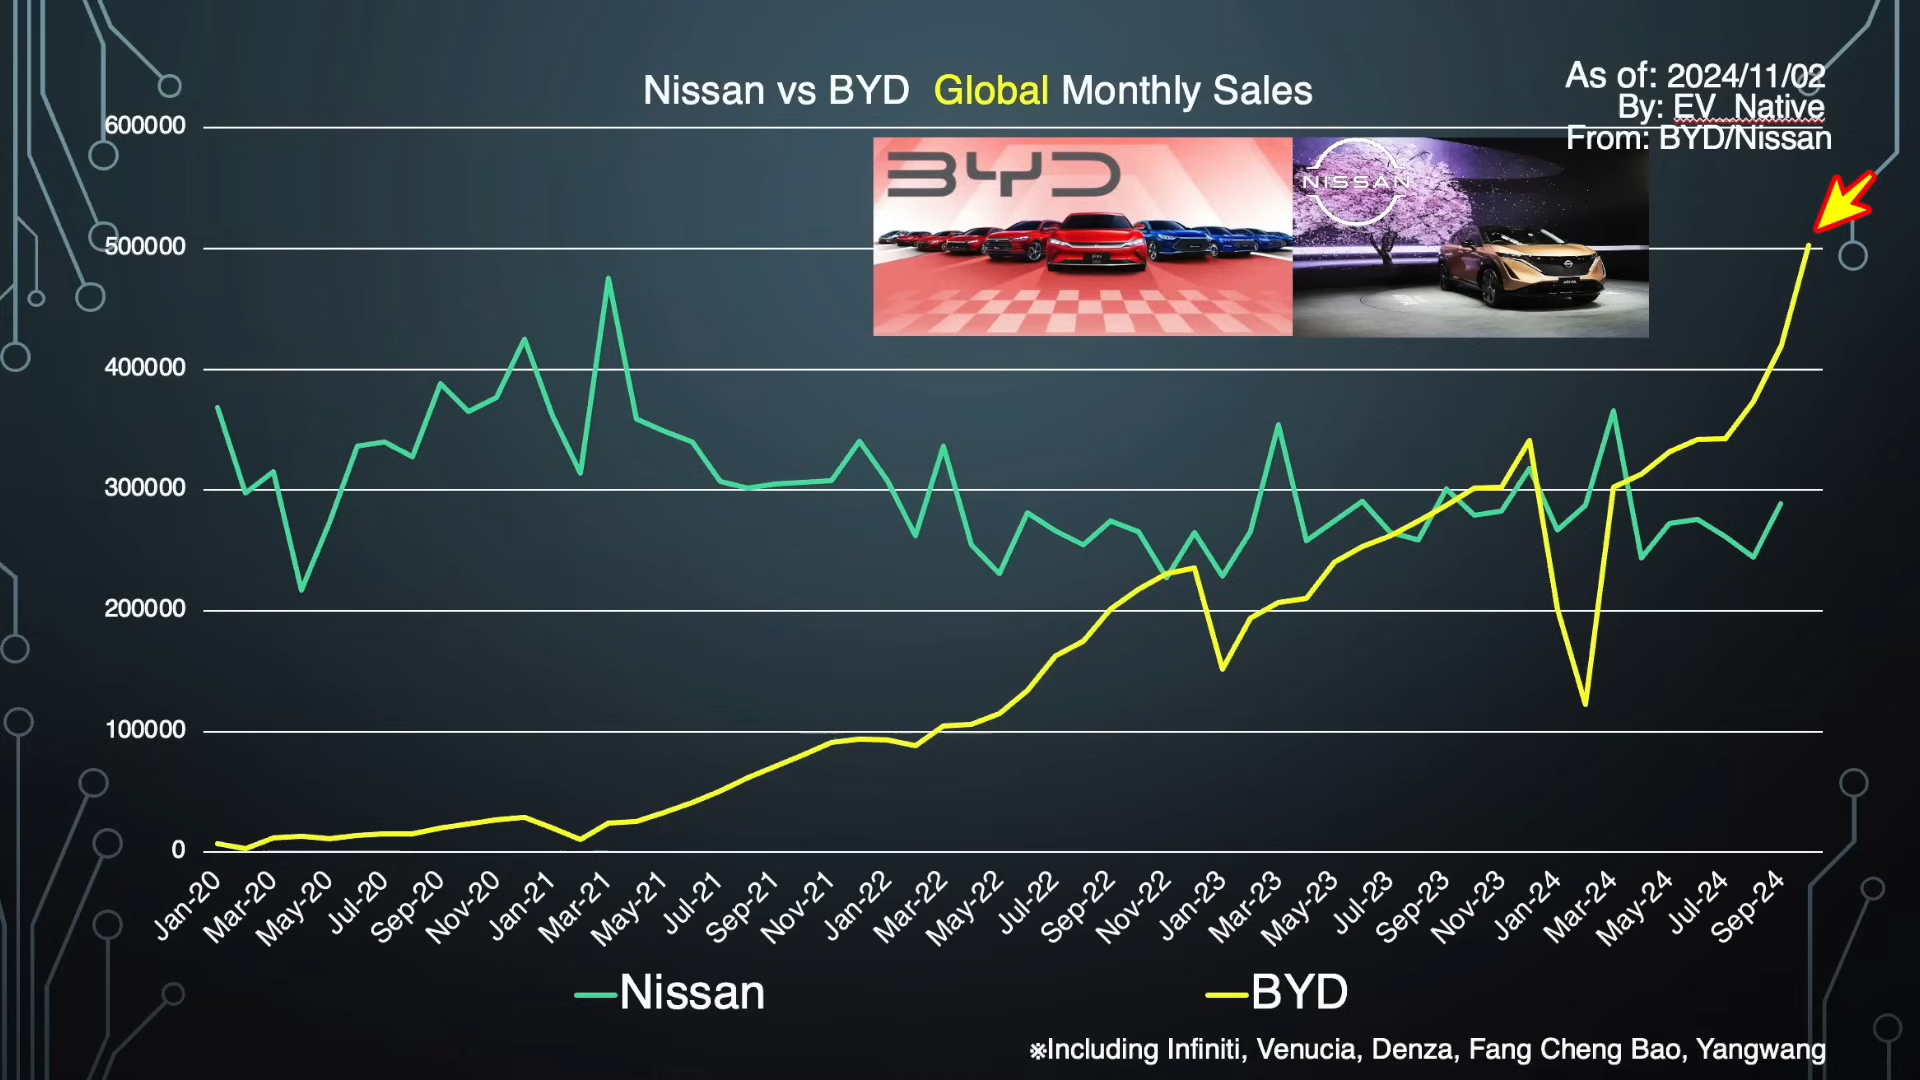 Nissan vs BYD Global Monthly Sales
As of: 2024/11/02
By: EV_Native
From: BYD/Nissan
BYD
NISSAN
600000
500000
400000
300000
200000
100000
0
Jan-20
Mar-20
May-20
Jul-20
Sep-20
Nov-20
Jan-21
Mar-21
May-21
Jul-21
Sep-21
Nov-21
Jan-22
Mar-22
May-22
Jul-22
Sep-22
Nov-22
Jan-23
Mar-23
May-23
Jul-23
Sep-23
Nov-23
Jan-24
Mar-24
May-24
Jul-24
Sep-24
Nissan
BYD
※Including Infiniti, Venucia, Denza, Fang Cheng Bao, Yangwang